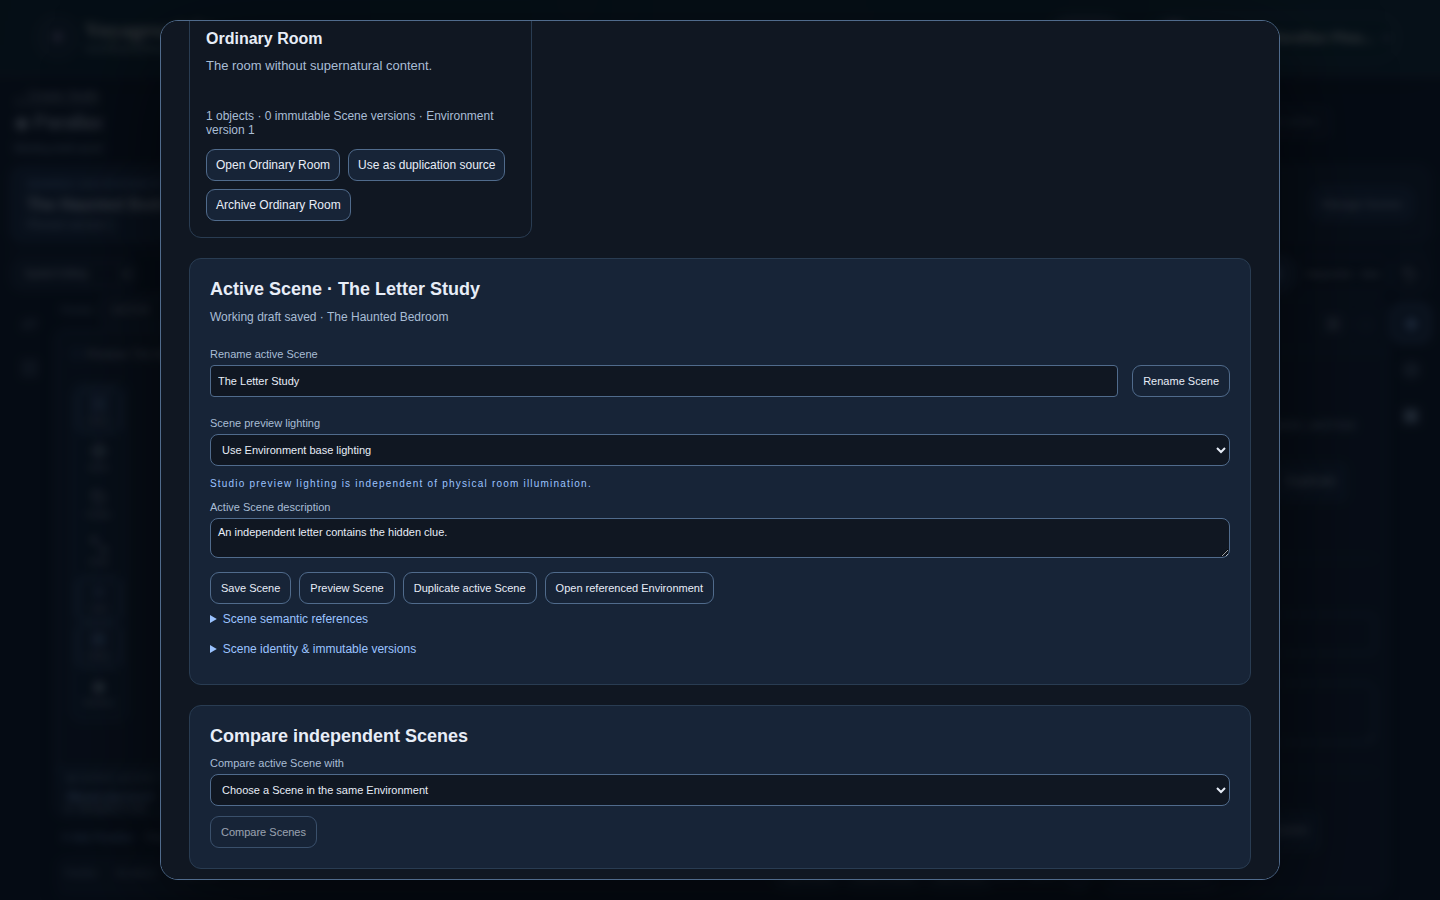 Ordinary Room
The room without supernatural content.
1 objects · 0 immutable Scene versions · Environment
version 1
Open Ordinary Room
Use as duplication source
Archive Ordinary Room
Active Scene · The Letter Study
Working draft saved · The Haunted Bedroom
Rename active Scene
The Letter Study
Rename Scene
Scene preview lighting
Use Environment base lighting
Studio preview lighting is independent of physical room illumination.
Active Scene description
An independent letter contains the hidden clue.
Save Scene
Preview Scene
Duplicate active Scene
Open referenced Environment
Scene semantic references
Scene identity & immutable versions
Compare independent Scenes
Compare active Scene with
Choose a Scene in the same Environment
Compare Scenes